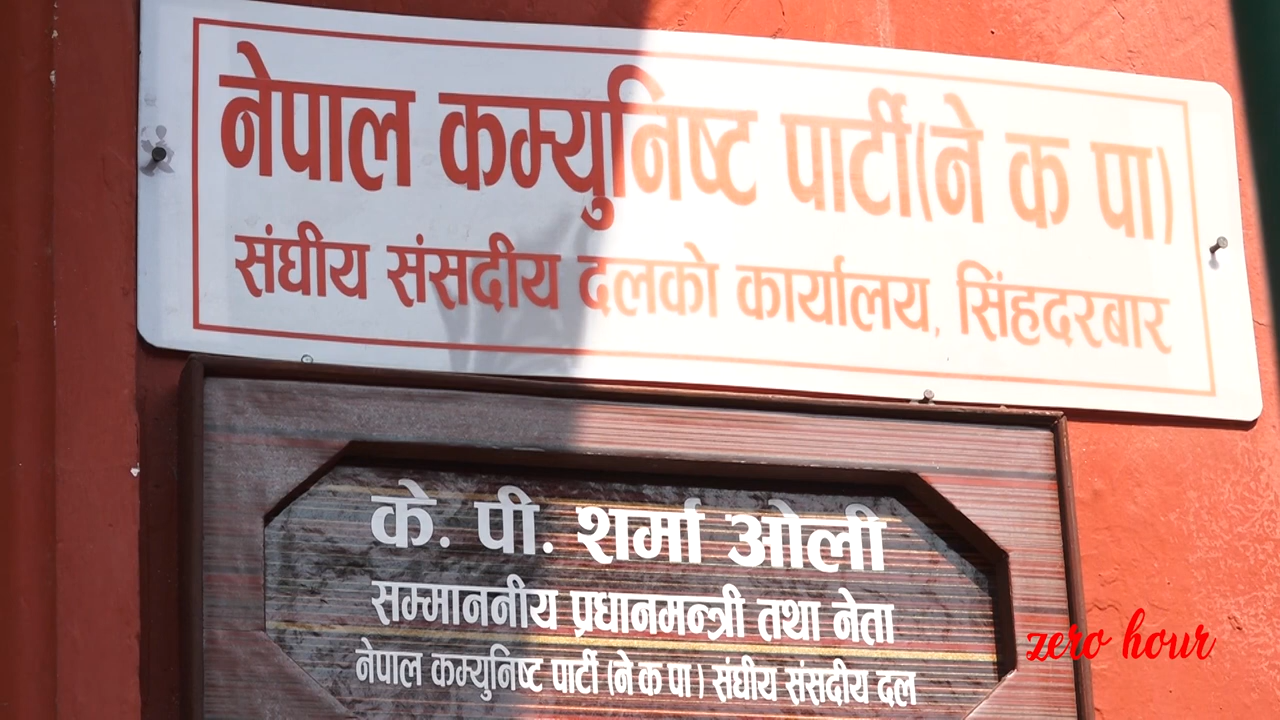 नेपाल कम्युनिष्ट पार्टी(ने क पा)
संघीय संसदीय दलको कार्यालय, सिंहदरबार
के. पी. शर्मा ओली
सम्माननीय प्रधानमन्त्री तथा नेता
नेपाल कम्युनिष्ट पार्टी (ने क पा) संघीय संसदीय दल
zero hour